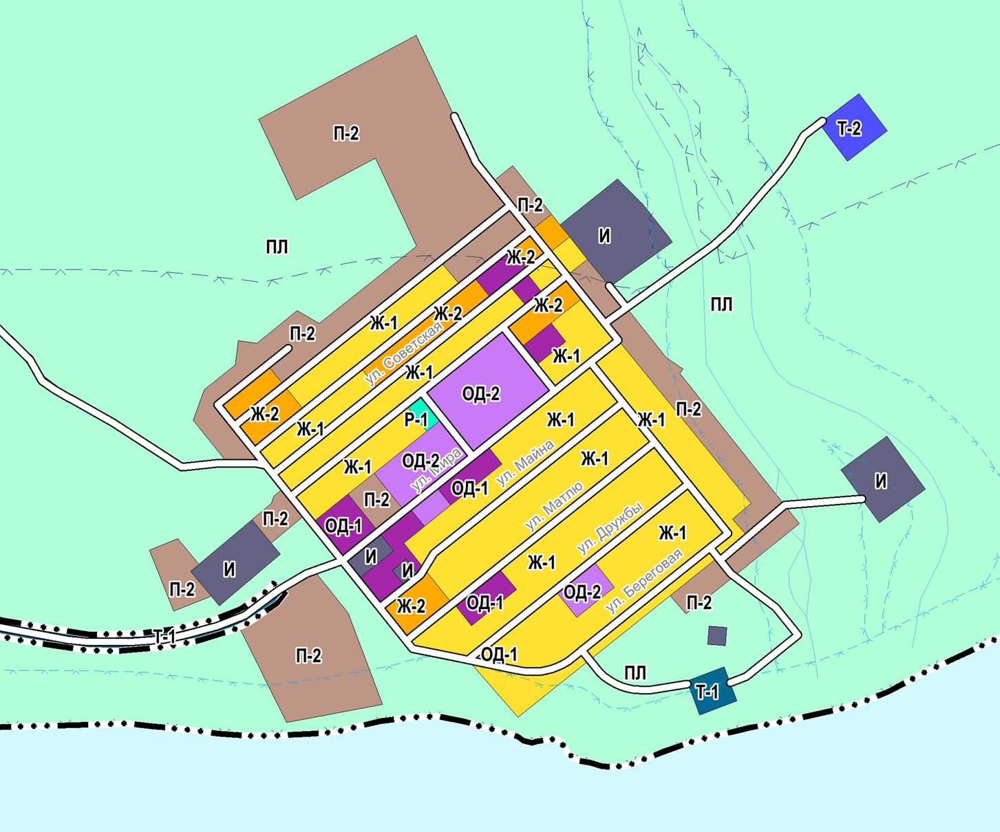 Т-2
П-2
П-2
И
ПЛ
Ж-2
ПЛ
Ж-2
Ж-2
Ж-1
П-2
ул. Советская
Ж-1
Ж-1
ОД-2
П-2
Ж-2
Р-1
Ж-1
Ж-1
Ж-1
ОД-2
ул. Мира
ул. Майна
Ж-1
Ж-1
И
ОД-1
П-2
ул. Матлю
П-2
ОД-1
ул. Дружбы
Ж-1
И
И
Ж-1
И
П-2
ул. Береговая
ОД-2
Ж-2
ОД-1
П-2
Т-1
П-2
ОД-1
ПЛ
Т-1